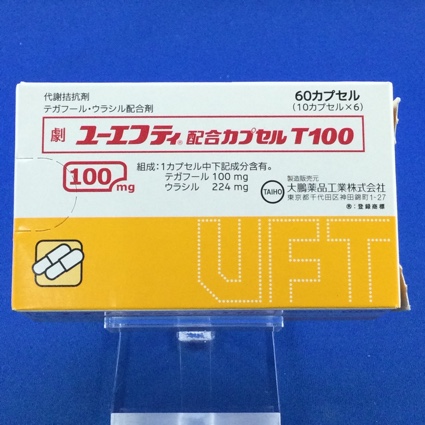 代謝拮抗剤
テガフール・ウラシル配合剤
60カプセル
(10カプセル×6)
劇 ユーエフティ® 配合カプセル T100
100mg
組成:1カプセル中下記成分含有。
テガフール 100 mg
ウラシル 224 mg
TAIHO
製造販売元
大鵬薬品工業株式会社
東京都千代田区神田錦町1-27
®:登録商標
UFT